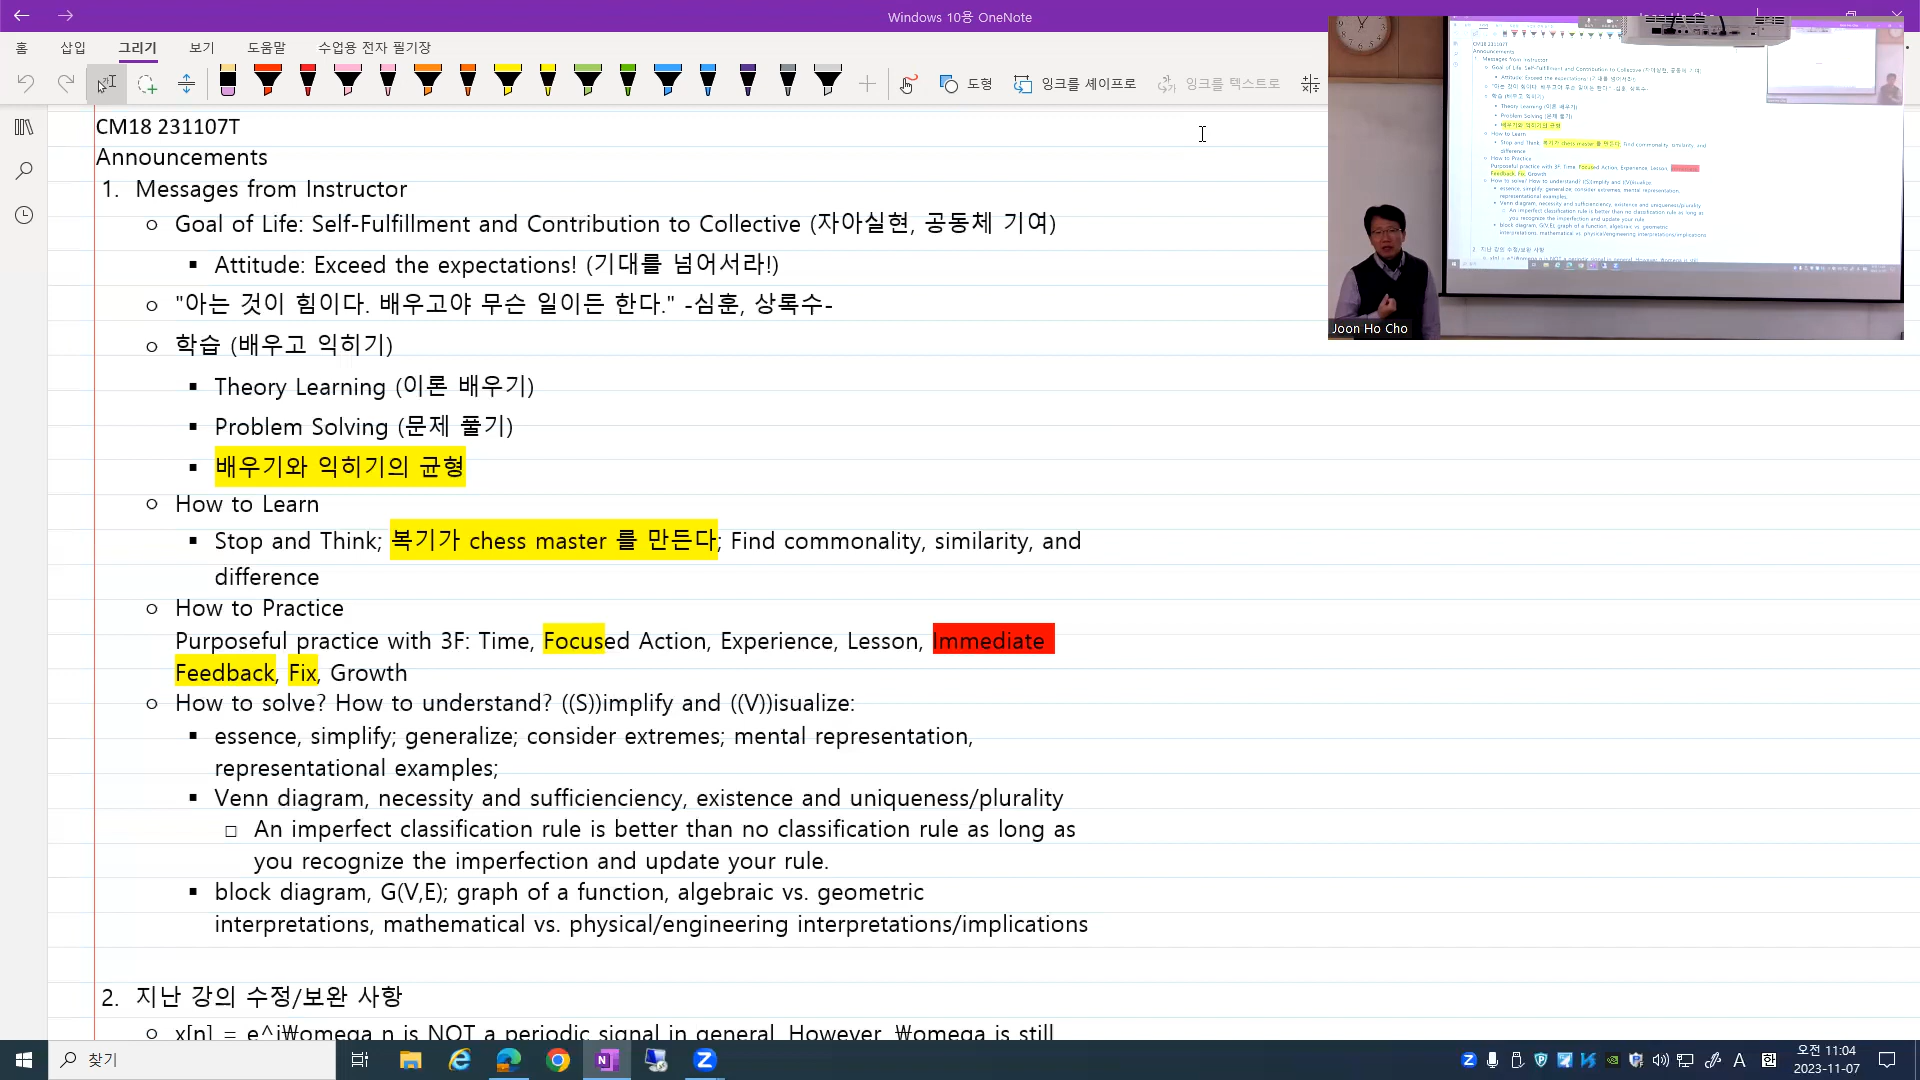 Windows 10용 OneNote
홈 삽입 그리기 보기 도움말 수업용 전자 필기장
도형 잉크를 셰이프로 잉크를 텍스트로
CM18 231107T
Announcements
1. Messages from Instructor
Goal of Life: Self-Fulfillment and Contribution to Collective (자아실현, 공동체 기여)
Attitude: Exceed the expectations! (기대를 넘어서라!)
"아는 것이 힘이다. 배우고야 무슨 일이든 한다." -심훈, 상록수-
학습 (배우고 익히기)
Theory Learning (이론 배우기)
Problem Solving (문제 풀기)
배우기와 익히기의 균형
How to Learn
Stop and Think; 복기가 chess master 를 만든다; Find commonality, similarity, and
difference
How to Practice
Purposeful practice with 3F: Time, Focused Action, Experience, Lesson, Immediate
Feedback, Fix, Growth
How to solve? How to understand? ((S))implify and ((V))isualize:
essence, simplify; generalize; consider extremes; mental representation,
representational examples;
Venn diagram, necessity and sufficienciency, existence and uniqueness/plurality
An imperfect classification rule is better than no classification rule as long as
you recognize the imperfection and update your rule.
block diagram, G(V,E); graph of a function, algebraic vs. geometric
interpretations, mathematical vs. physical/engineering interpretations/implications
2. 지난 강의 수정/보완 사항
x[n] = e^j₩omega n is NOT a periodic signal in general. However, ₩omega is still
Joon Ho Cho
찾기
오전 11:04
2023-11-07